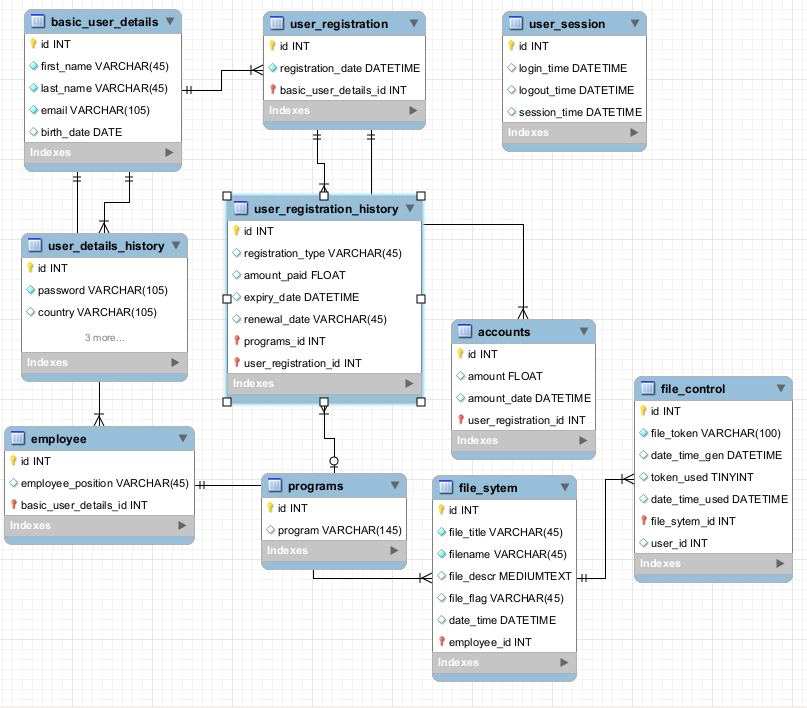 basic_user_details
id INT
first_name VARCHAR(45)
last_name VARCHAR(45)
email VARCHAR(105)
birth_date DATE
Indexes
user_registration
id INT
registration_date DATETIME
basic_user_details_id INT
Indexes
user_session
id INT
login_time DATETIME
logout_time DATETIME
session_time DATETIME
Indexes
user_details_history
id INT
password VARCHAR(105)
country VARCHAR(105)
3 more...
Indexes
user_registration_history
id INT
registration_type VARCHAR(45)
amount_paid FLOAT
expiry_date DATETIME
renewal_date VARCHAR(45)
programs_id INT
user_registration_id INT
Indexes
accounts
id INT
amount FLOAT
amount_date DATETIME
user_registration_id INT
Indexes
file_control
id INT
file_token VARCHAR(100)
date_time_gen DATETIME
token_used TINYINT
date_time_used DATETIME
file_sytem_id INT
user_id INT
Indexes
employee
id INT
employee_position VARCHAR(45)
basic_user_details_id INT
Indexes
programs
id INT
program VARCHAR(145)
Indexes
file_sytem
id INT
file_title VARCHAR(45)
filename VARCHAR(45)
file_descr MEDIUMTEXT
file_flag VARCHAR(45)
date_time DATETIME
employee_id INT
Indexes